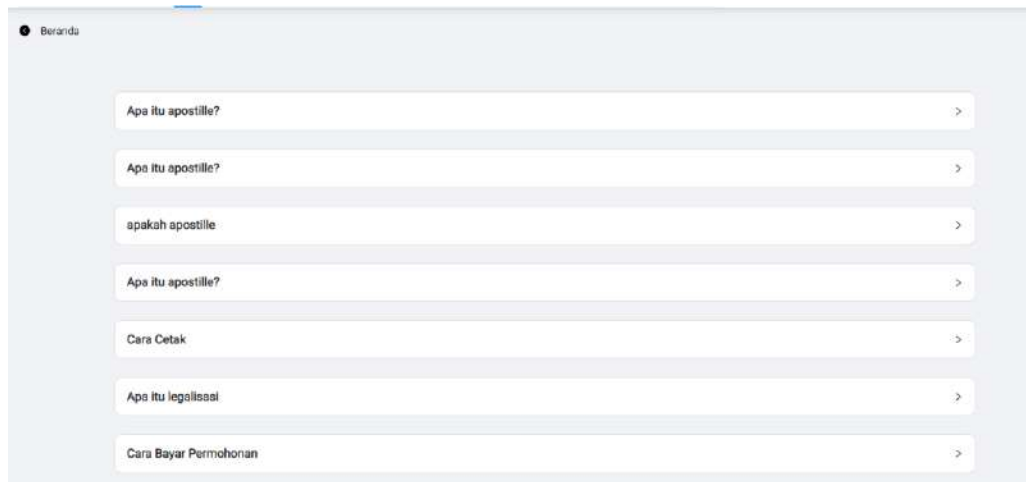 Beranda
Apa itu apostille?
Apa itu apostille?
apakah apostille
Apa itu apostille?
Cara Cetak
Apa itu legalisasi
Cara Bayar Permohonan